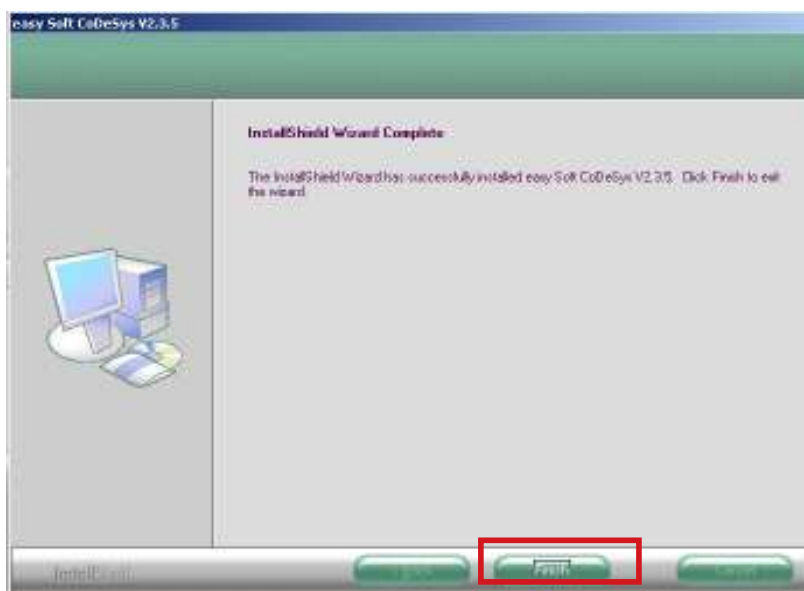 easy Soft CoDeSys V2.3.5
InstallShield Wizard Complete
The InstallShield Wizard has successfully installed easy Soft CoDeSys V2.3.5. Click Finish to exit
the wizard.
InstallShield
Finish